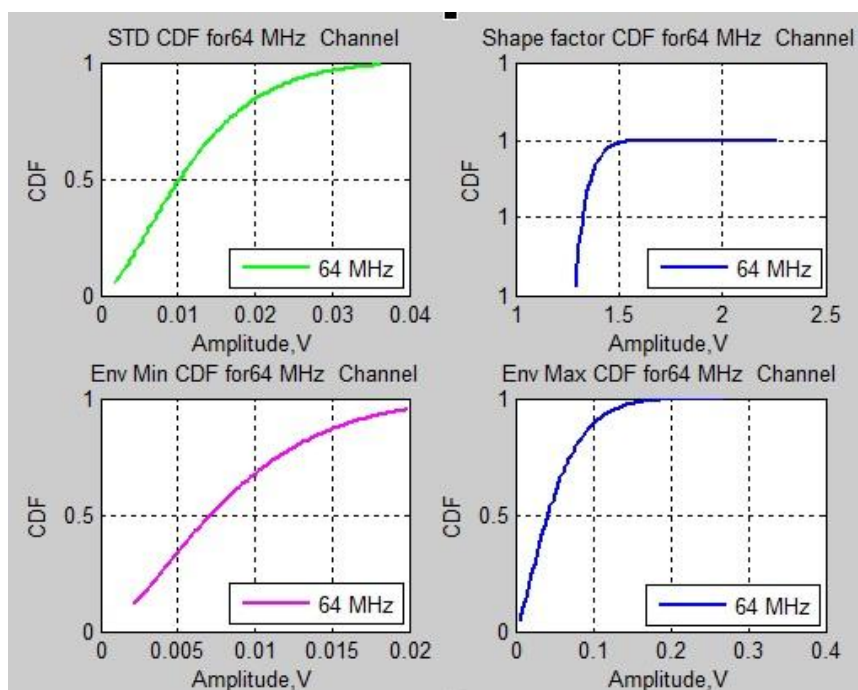 STD CDF for64 MHz Channel
1
0.5
0
CDF
64 MHz
0 0.01 0.02 0.03 0.04
Amplitude,V
Shape factor CDF for64 MHz Channel
1
1
1
1
CDF
64 MHz
1 1.5 2 2.5
Amplitude,V
Env Min CDF for64 MHz Channel
1
0.5
0
CDF
64 MHz
0 0.005 0.01 0.015 0.02
Amplitude,V
Env Max CDF for64 MHz Channel
1
0.5
0
CDF
64 MHz
0 0.1 0.2 0.3 0.4
Amplitude,V